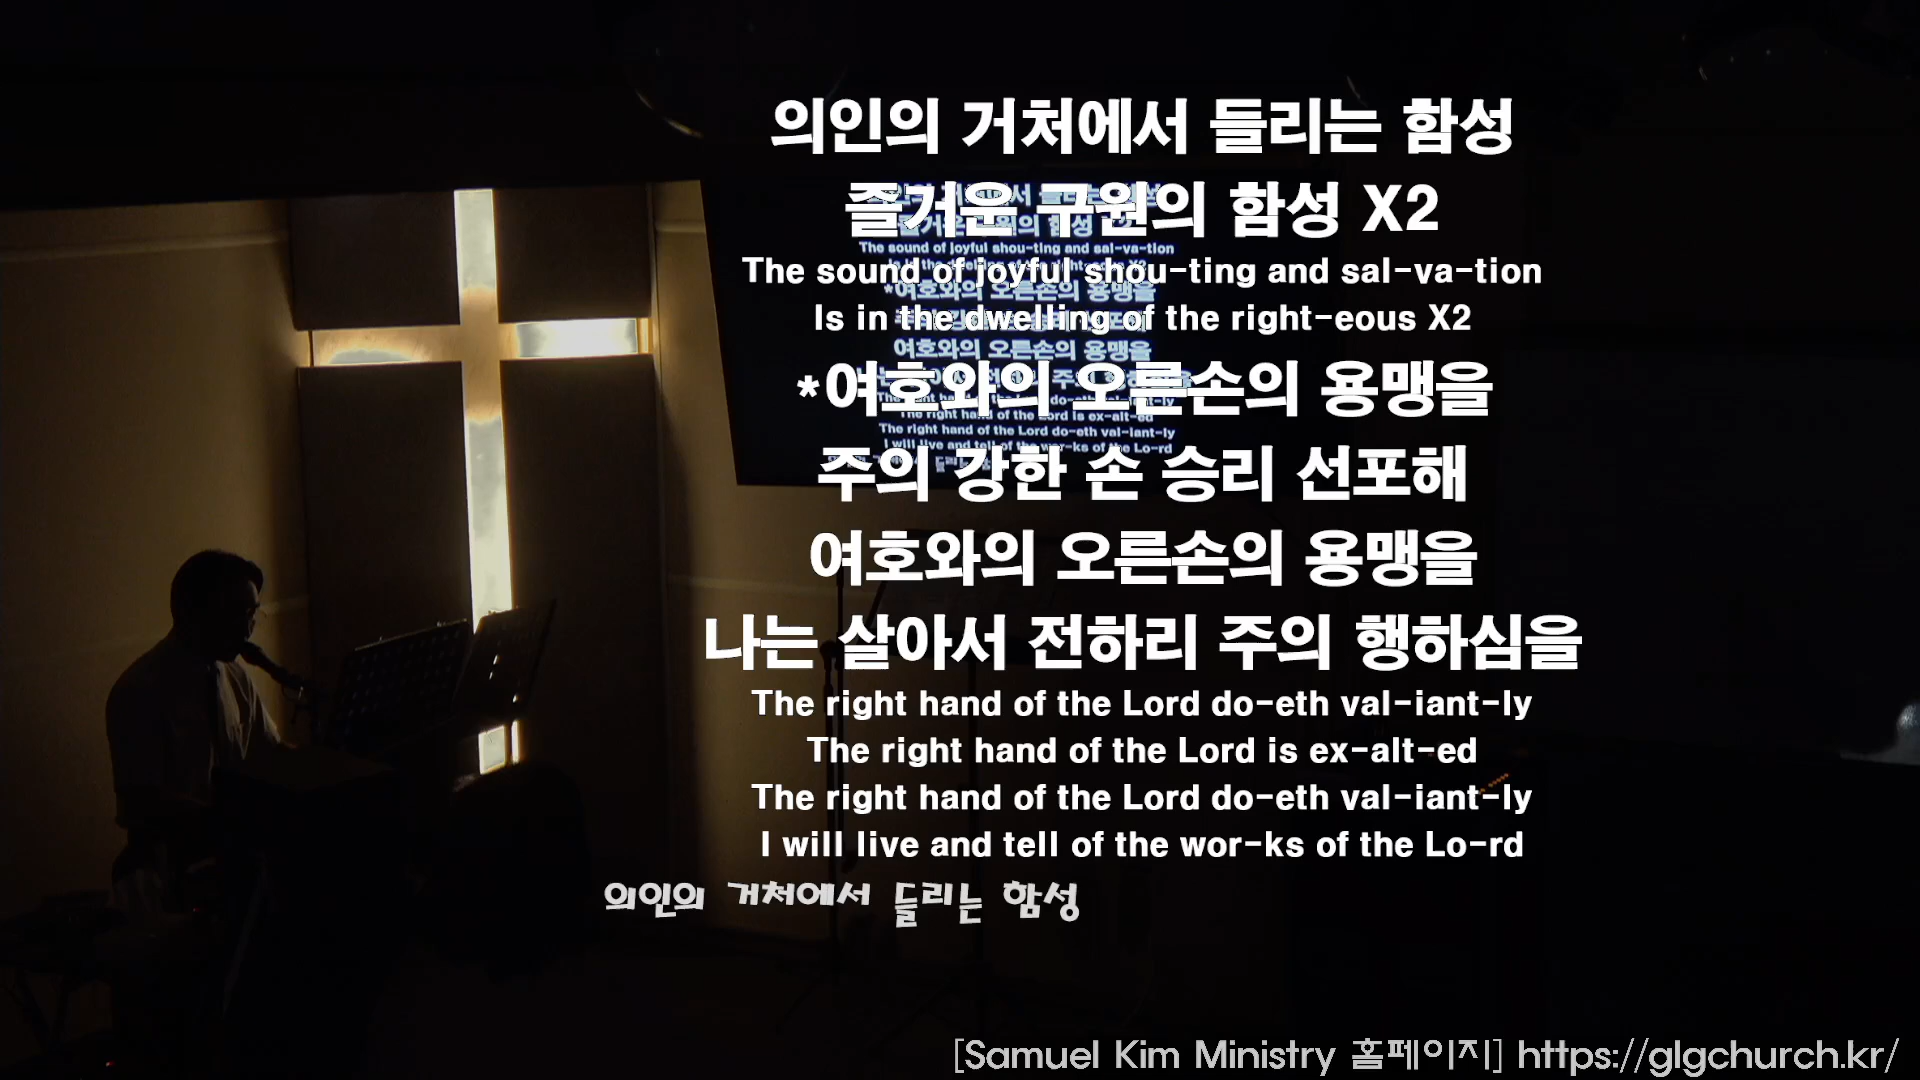 의인의 거처에서 들리는 함성
즐거운 구원의 함성 X2
The sound of joyful shou-ting and sal-va-tion
Is in the dwelling of the right-eous X2
*여호와의 오른손의 용맹을
주의 강한 손 승리 선포해
여호와의 오른손의 용맹을
나는 살아서 전하리 주의 행하심을
The right hand of the Lord do-eth val-iant-ly
The right hand of the Lord is ex-alt-ed
The right hand of the Lord do-eth val-iant-ly
I will live and tell of the wor-ks of the Lo-rd
의인의 거처에서 들리는 함성
[Samuel Kim Ministry 홈페이지] https://glgchurch.kr/